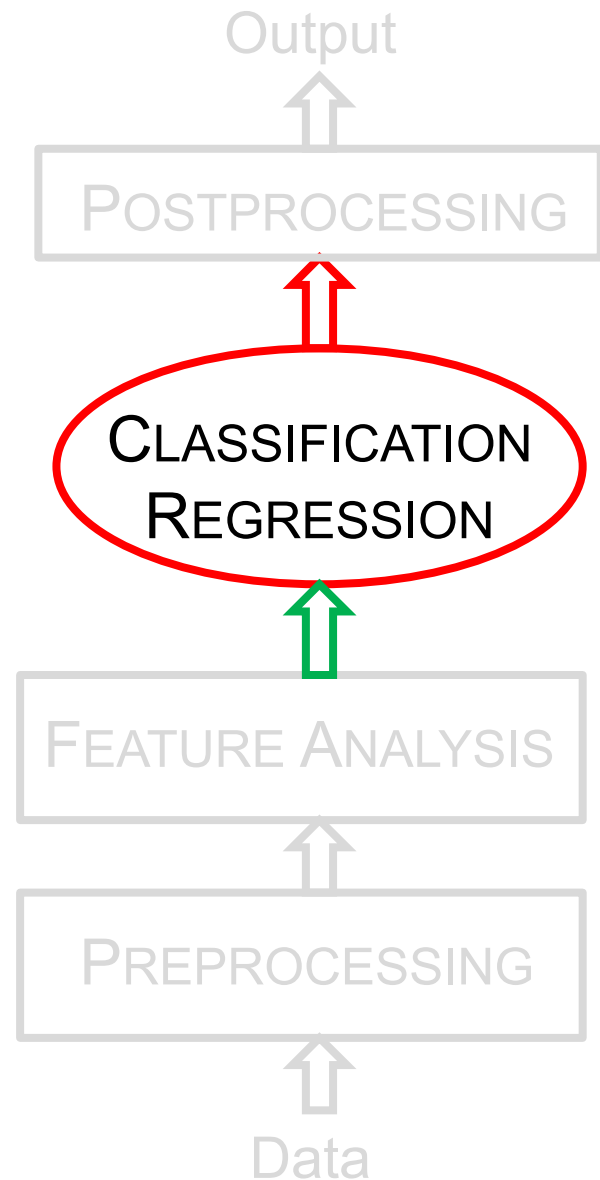 Output
POSTPROCESSING
CLASSIFICATION
REGRESSION
FEATURE ANALYSIS
PREPROCESSING
Data